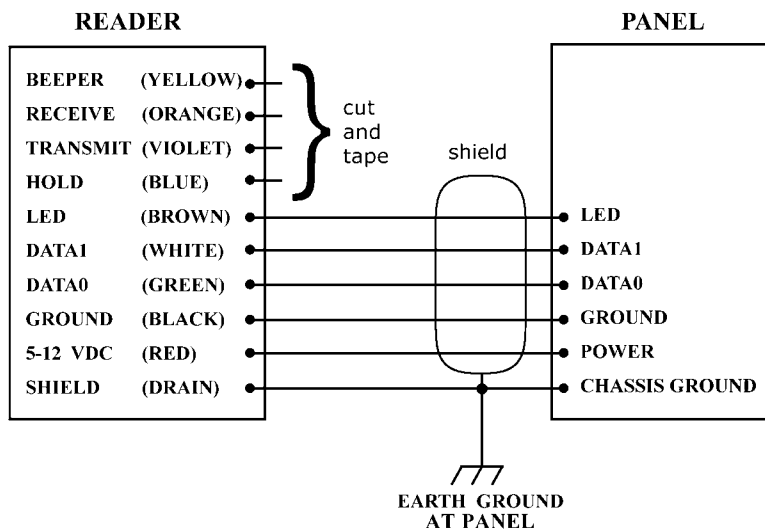 READER
PANEL
BEEPER (YELLOW)
RECEIVE (ORANGE)
TRANSMIT (VIOLET)
HOLD (BLUE)
cut
and
tape
shield
LED (BROWN)
LED
DATA1 (WHITE)
DATA1
DATA0 (GREEN)
DATA0
GROUND (BLACK)
GROUND
5-12 VDC (RED)
POWER
SHIELD (DRAIN)
CHASSIS GROUND
EARTH GROUND
AT PANEL